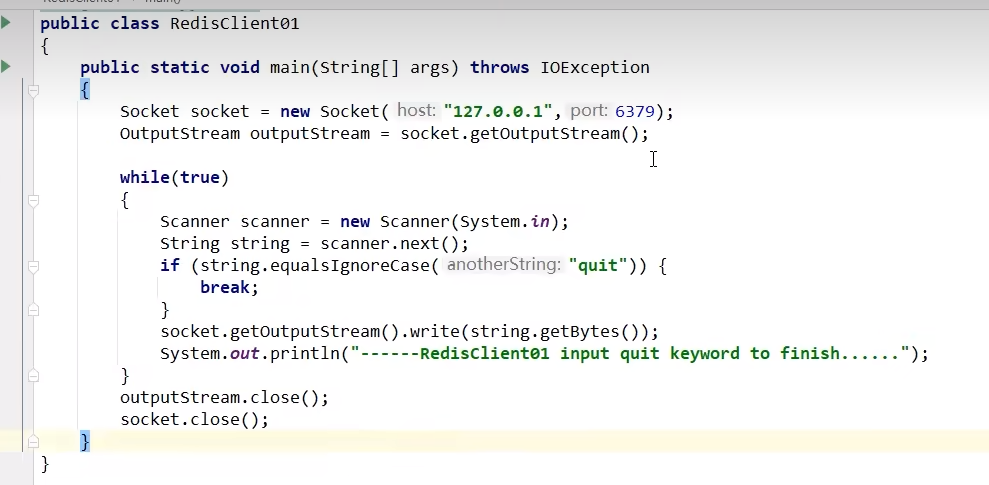 public class RedisClient01
{
public static void main(String[] args) throws IOException
{
Socket socket = new Socket( host: "127.0.0.1", port: 6379);
OutputStream outputStream = socket.getOutputStream();
while(true)
{
Scanner scanner = new Scanner(System.in);
String string = scanner.next();
if (string.equalsIgnoreCase( anotherString: "quit")) {
break;
}
socket.getOutputStream().write(string.getBytes());
System.out.println("------RedisClient01 input quit keyword to finish......");
}
outputStream.close();
socket.close();
}
}